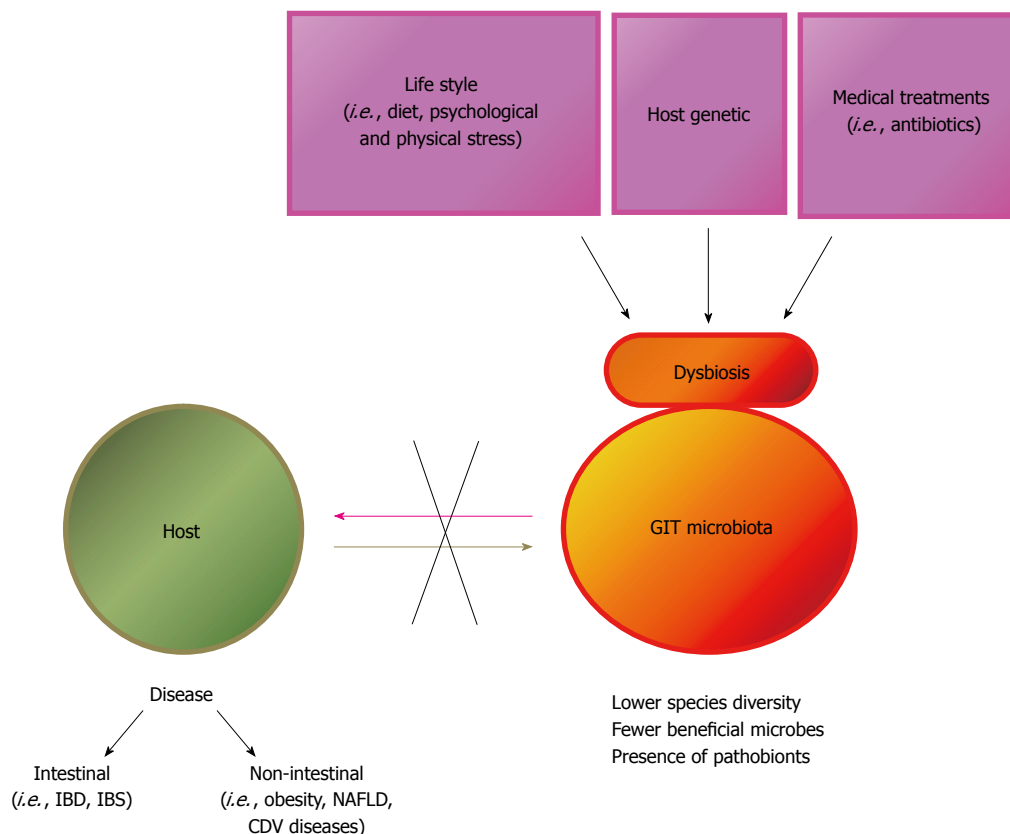 Life style
(i.e., diet, psychological
and physical stress)
Host genetic
Medical treatments
(i.e., antibiotics)
Dysbiosis
Host
GIT microbiota
Disease
Intestinal
(i.e., IBD, IBS)
Non-intestinal
(i.e., obesity, NAFLD,
CDV diseases)
Lower species diversity
Fewer beneficial microbes
Presence of pathobionts